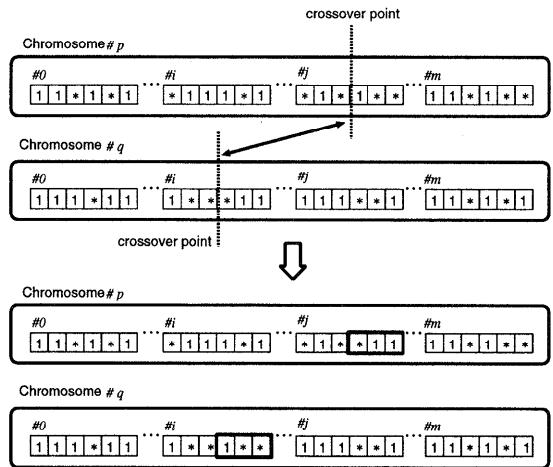 crossover point
Chromosome # p
#0 #i #j #m
1 1 * 1 * 1 ... * 1 1 1 * 1 ... * 1 * 1 * * ... 1 1 * 1 * *
Chromosome # q
#0 #i #j #m
1 1 1 * 1 1 ... 1 * * * 1 1 ... 1 1 1 * * 1 ... 1 1 * 1 * 1
crossover point
Chromosome # p
#0 #i #j #m
1 1 * 1 * 1 ... * 1 1 1 * 1 ... * 1 * * 1 1 ... 1 1 * 1 * *
Chromosome # q
#0 #i #j #m
1 1 1 * 1 1 ... 1 * * 1 * * ... 1 1 1 * * 1 ... 1 1 * 1 * 1